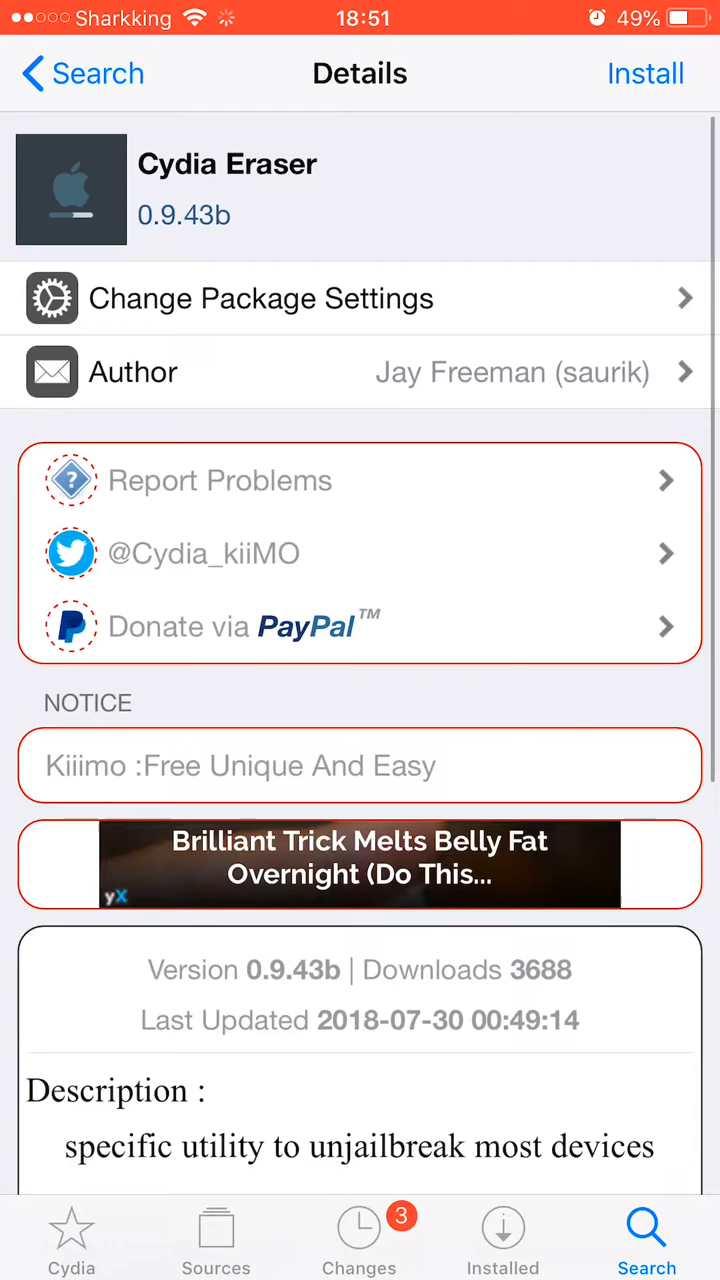 Sharkking 18:51 49%
Search Details Install
Cydia Eraser
0.9.43b
Change Package Settings
Author Jay Freeman (saurik)
Report Problems
@Cydia_kiiMO
Donate via PayPal™
NOTICE
Kiiimo :Free Unique And Easy
Brilliant Trick Melts Belly Fat
Overnight (Do This...
yX
Version 0.9.43b | Downloads 3688
Last Updated 2018-07-30 00:49:14
Description :
specific utility to unjailbreak most devices
3
Cydia Sources Changes Installed Search